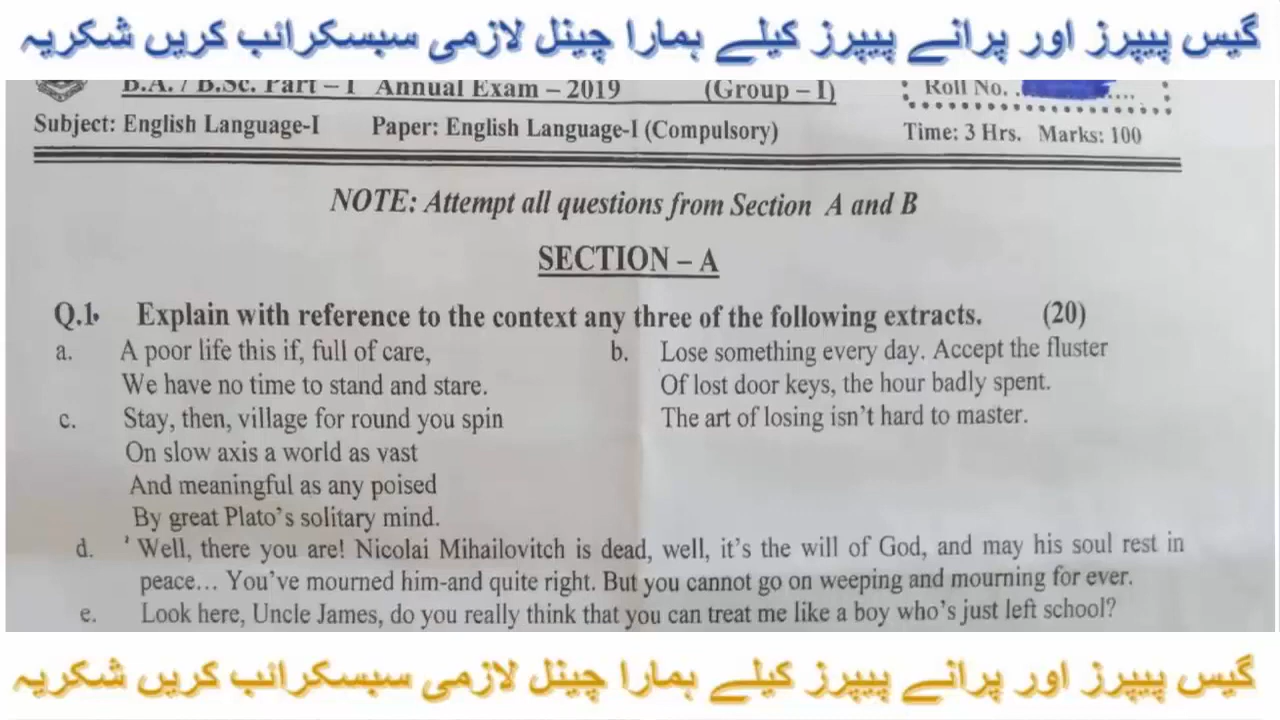 گیس پیپرز اور پرانے پیپرز کیلے ہمارا چینل لازمی سبسکرائب کریں شکریہ
B.A. / B.Sc. Part – I Annual Exam – 2019 (Group – I) Roll No.
Subject: English Language-I Paper: English Language-I (Compulsory) Time: 3 Hrs. Marks: 100
NOTE: Attempt all questions from Section A and B
SECTION – A
Q.1. Explain with reference to the context any three of the following extracts. (20)
a. A poor life this if, full of care,
We have no time to stand and stare.
b. Lose something every day. Accept the fluster
Of lost door keys, the hour badly spent.
The art of losing isn't hard to master.
c. Stay, then, village for round you spin
On slow axis a world as vast
And meaningful as any poised
By great Plato's solitary mind.
d. ' Well, there you are! Nicolai Mihailovitch is dead, well, it's the will of God, and may his soul rest in
peace... You've mourned him-and quite right. But you cannot go on weeping and mourning for ever.
e. Look here, Uncle James, do you really think that you can treat me like a boy who's just left school?
گیس پیپرز اور پرانے پیپرز کیلے ہمارا چینل لازمی سبسکرائب کریں شکریہ